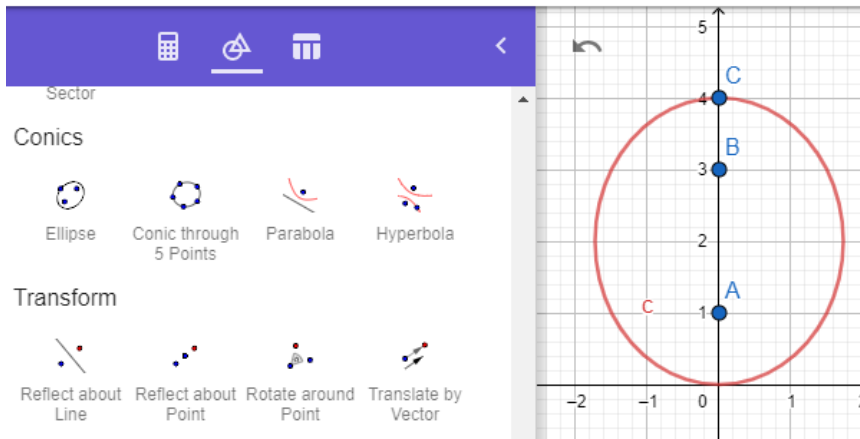 Sector
Conics
Ellipse
Conic through
5 Points
Parabola
Hyperbola
Transform
Reflect about
Line
Reflect about
Point
Rotate around
Point
Translate by
Vector
5
C
4
B
3
2
A
c
1
−2
−1
0
1
2